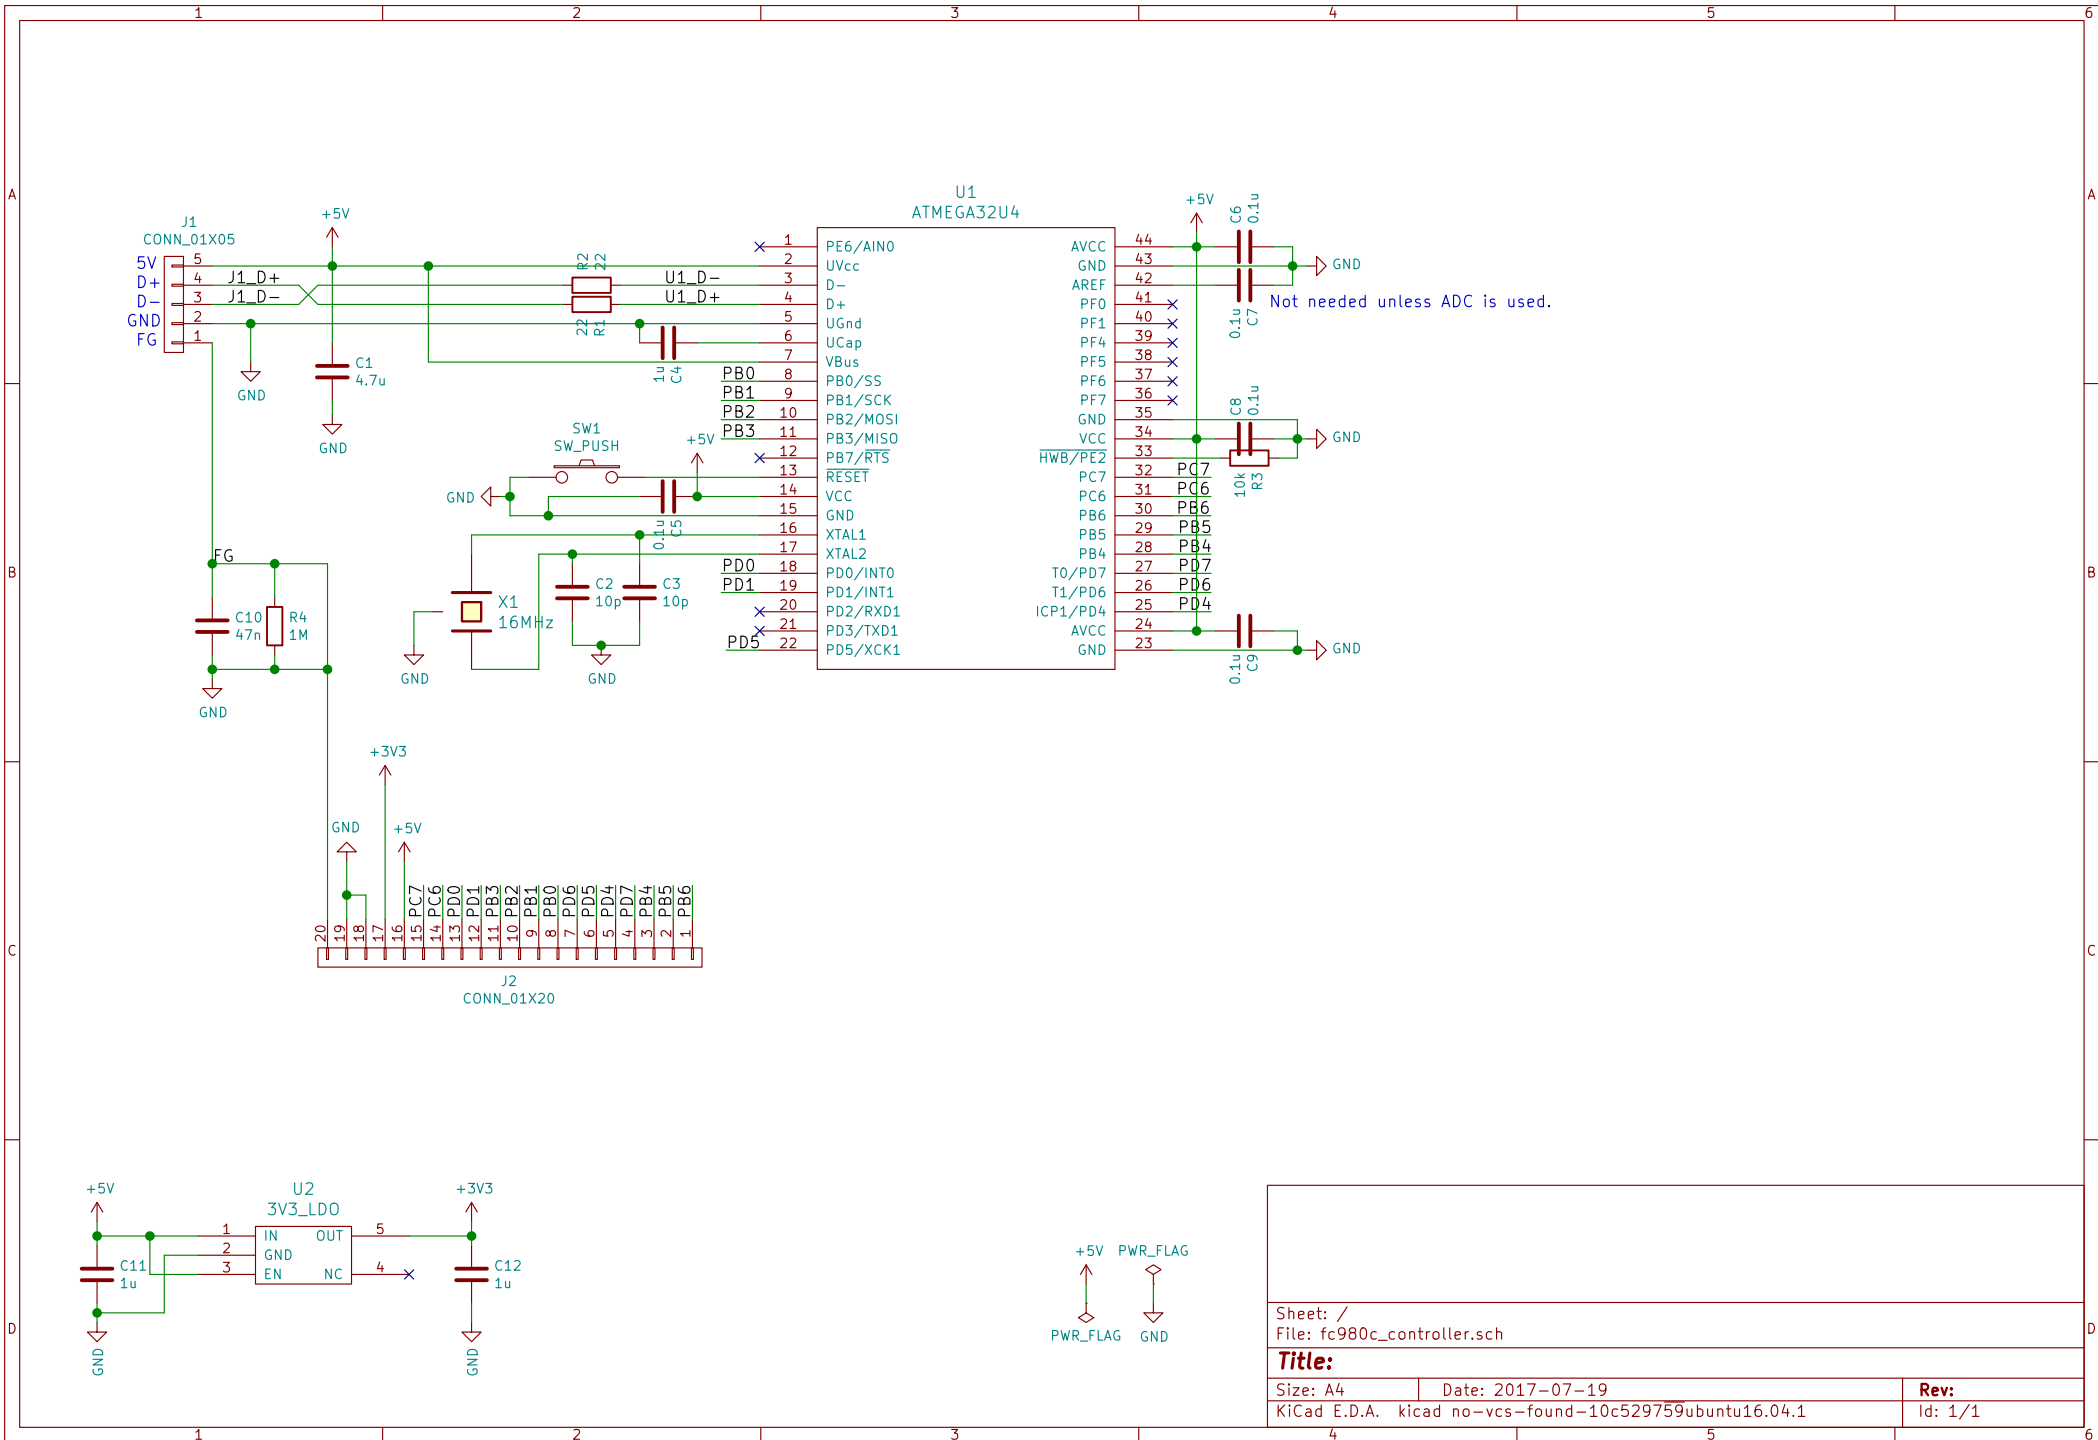 1 2 3 4 5 6
A A
B B
C C
D D
1 2 3 4 5 6
J1
CONN_01X05
5V 5
D+ 4 J1_D+
D- 3 J1_D-
GND 2
FG 1
+5V
GND
C1
4.7u
GND
R2
22
22
R1
U1_D-
U1_D+
1u
C4
U1
ATMEGA32U4
1 PE6/AIN0
2 UVcc
3 D-
4 D+
5 UGnd
6 UCap
7 VBus
PB0 8 PB0/SS
PB1 9 PB1/SCK
PB2 10 PB2/MOSI
PB3 11 PB3/MISO
12 PB7/RTS
13 RESET
14 VCC
15 GND
16 XTAL1
17 XTAL2
PD0 18 PD0/INT0
PD1 19 PD1/INT1
20 PD2/RXD1
21 PD3/TXD1
PD5 22 PD5/XCK1
AVCC 44
GND 43
AREF 42
PF0 41
PF1 40
PF4 39
PF5 38
PF6 37
PF7 36
GND 35
VCC 34
HWB/PE2 33
PC7 32 PC7
PC6 31 PC6
PB6 30 PB6
PB5 29 PB5
PB4 28 PB4
T0/PD7 27 PD7
T1/PD6 26 PD6
ICP1/PD4 25 PD4
AVCC 24
GND 23
+5V
C6
0.1u
GND
0.1u
C7
Not needed unless ADC is used.
C8
0.1u
GND
10k
R3
0.1u
C9
GND
SW1
SW_PUSH
+5V
GND
0.1u
C5
X1
16MHz
GND
C2
10p
C3
10p
GND
FG
C10
47n
R4
1M
GND
+3V3
GND
+5V
PC7 PC6 PD0 PD1 PB3 PB2 PB1 PB0 PD6 PD5 PD4 PD7 PB4 PB5 PB6
20 19 18 17 16 15 14 13 12 11 10 9 8 7 6 5 4 3 2 1
J2
CONN_01X20
+5V
C11
1u
GND
U2
3V3_LDO
1 IN OUT 5
2 GND
3 EN NC 4
+3V3
C12
1u
GND
+5V PWR_FLAG
PWR_FLAG GND
Sheet: /
File: fc980c_controller.sch
Title:
Size: A4 Date: 2017-07-19 Rev:
KiCad E.D.A. kicad no-vcs-found-10c529759ubuntu16.04.1 Id: 1/1